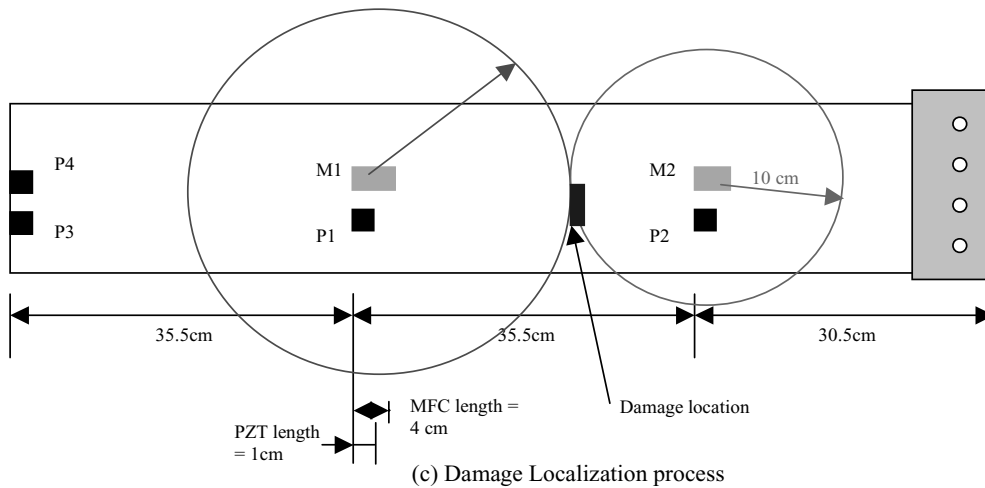 P4
M1
M2
10 cm
P3
P1
P2
35.5cm
35.5cm
30.5cm
MFC length =
4 cm
Damage location
PZT length
= 1cm
(c) Damage Localization process